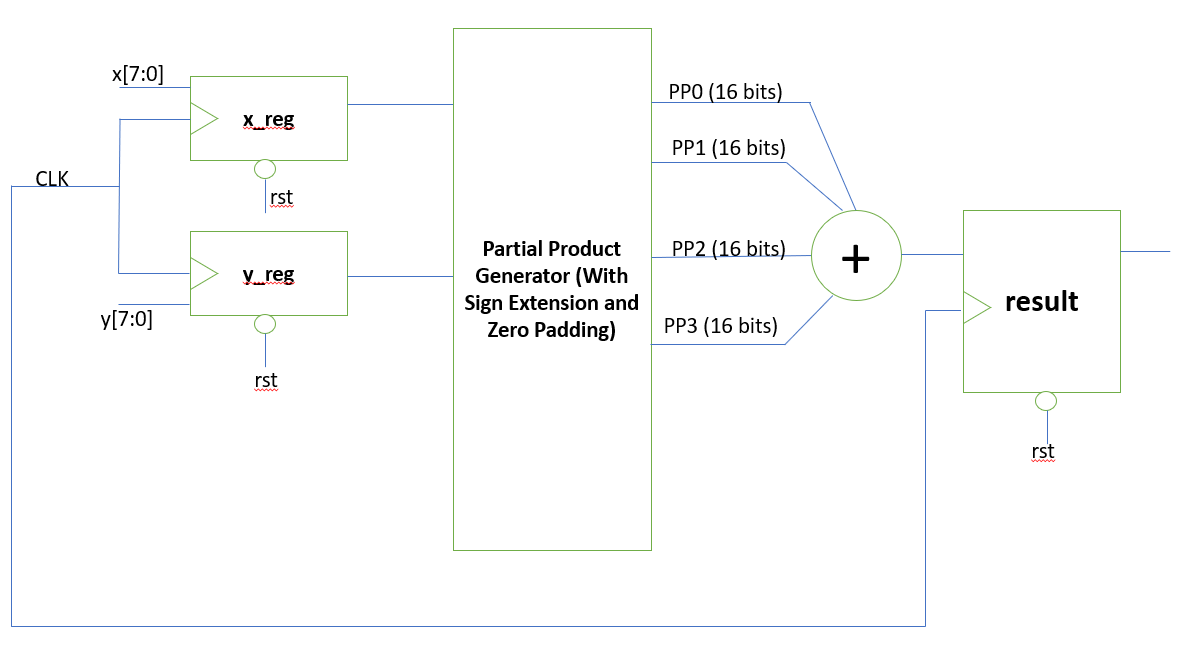 x[7:0]
x_reg
CLK
rst
y_reg
y[7:0]
rst
Partial Product
Generator (With
Sign Extension and
Zero Padding)
PP0 (16 bits)
PP1 (16 bits)
PP2 (16 bits)
PP3 (16 bits)
+
result
rst